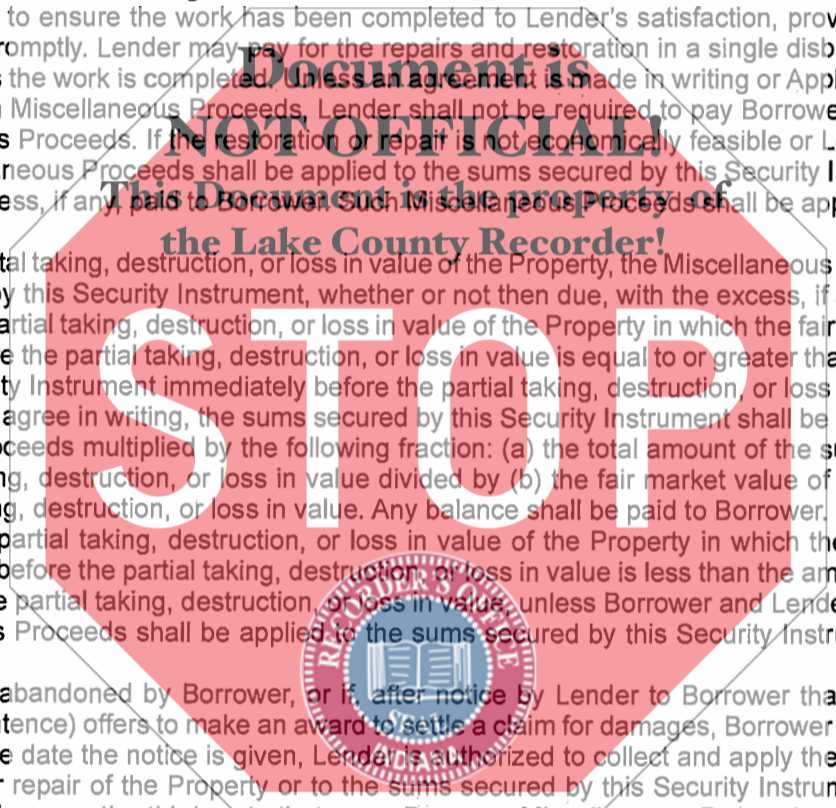 to ensure the work has been completed to Lender's satisfaction, prov
romptly. Lender may pay for the repairs and restoration in a single disb
Document is
the work is completed. Unless an agreement is made in writing or App
Miscellaneous Proceeds, Lender shall not be required to pay Borrowe
NOT OFFICIAL!
s Proceeds. If the restoration or repair is not economically feasible or L
neous Proceeds shall be applied to the sums secured by this Security I
This Document is the property of
ess, if any, paid to Borrower. Such Miscellaneous Proceeds shall be app
the Lake County Recorder!
tal taking, destruction, or loss in value of the Property, the Miscellaneous
y this Security Instrument, whether or not then due, with the excess, if
artial taking, destruction, or loss in value of the Property in which the fair
e the partial taking, destruction, or loss in value is equal to or greater tha
ty Instrument immediately before the partial taking, destruction, or loss
agree in writing, the sums secured by this Security Instrument shall be
STOP
ceeds multiplied by the following fraction: (a) the total amount of the s
ng, destruction, or loss in value divided by (b) the fair market value of
g, destruction, or loss in value. Any balance shall be paid to Borrower.
partial taking, destruction, or loss in value of the Property in which the
before the partial taking, destruction, or loss in value is less than the am
e partial taking, destruction, or loss in value, unless Borrower and Lende
s Proceeds shall be applied to the sums secured by this Security Instr
RECORDER'S OFFICE
abandoned by Borrower, or if, after notice by Lender to Borrower tha
tence) offers to make an award to settle a claim for damages, Borrower
Seal
e date the notice is given, Lender is authorized to collect and apply the
INDIANA
r repair of the Property or to the sums secured by this Security Instrum